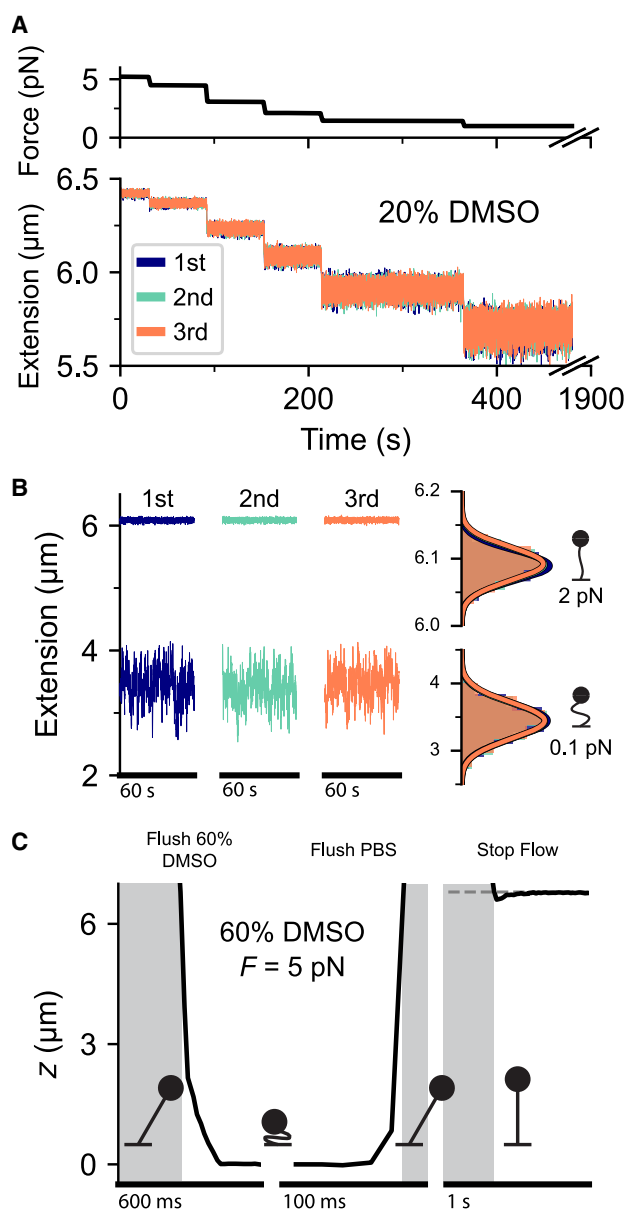 A
Force (pN)
5
0
Extension (µm)
6.5
6.0
5.5
20% DMSO
1st
2nd
3rd
0
200
400
1900
Time (s)
B
Extension (µm)
6
4
2
1st
2nd
3rd
60 s
60 s
60 s
6.2
6.1
6.0
2 pN
4
3
0.1 pN
C
Flush 60%
DMSO
Flush PBS
Stop Flow
z (µm)
6
3
0
60% DMSO
F = 5 pN
600 ms
100 ms
1 s